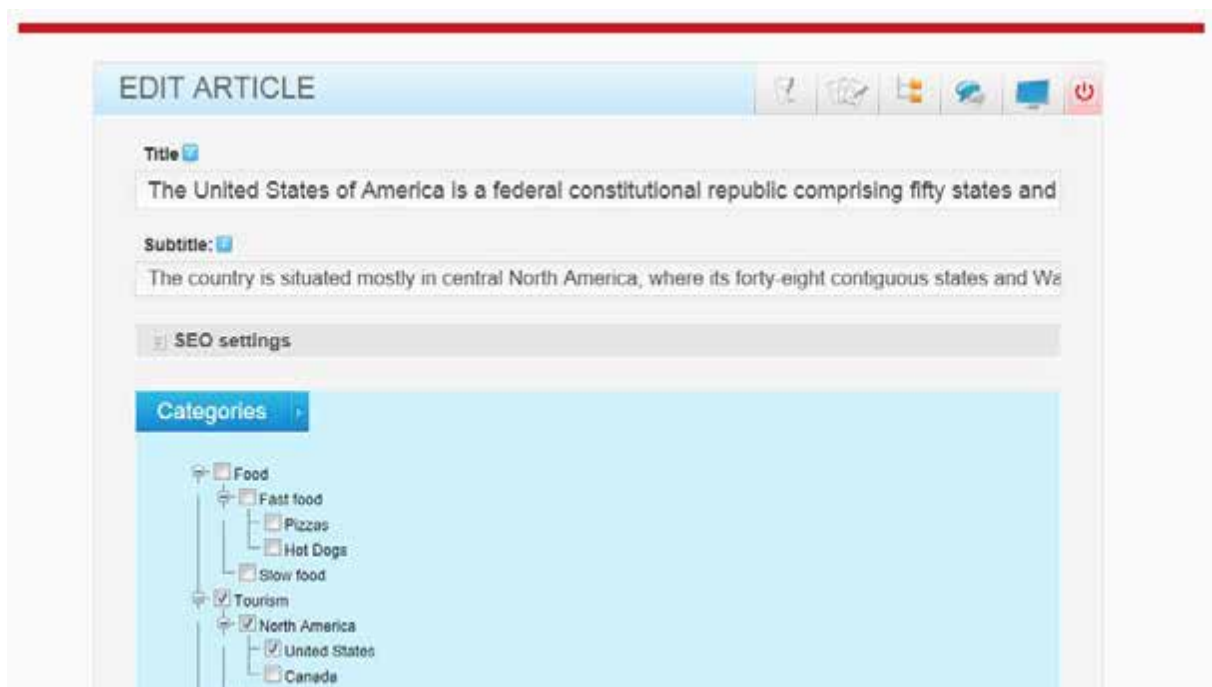 EDIT ARTICLE
Title
The United States of America is a federal constitutional republic comprising fifty states and
Subtitle:
The country is situated mostly in central North America, where its forty-eight contiguous states and Wa
SEO settings
Categories
Food
Fast food
Pizzas
Hot Dogs
Slow food
Tourism
North America
United States
Canada